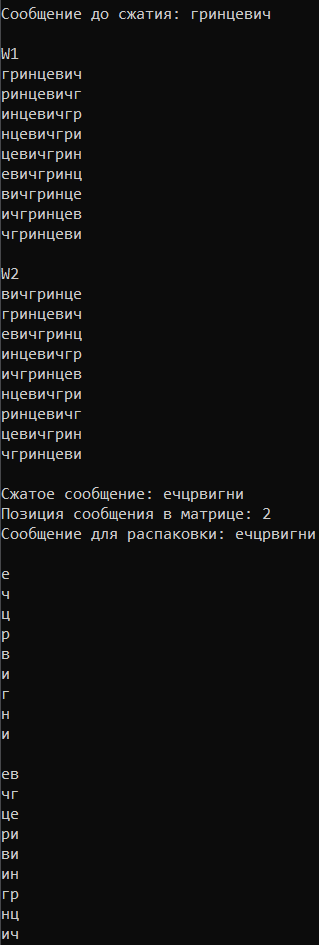 Сообщение до сжатия: гринцевич
W1
гринцевич
ринцевичг
инцевичгр
нцевичгри
цевичгрин
евичгринц
вичгринце
ичгринцев
чгринцеви
W2
вичгринце
гринцевич
евичгринц
инцевичгр
ичгринцев
нцевичгри
ринцевичг
цевичгрин
чгринцеви
Сжатое сообщение: ечцрвигни
Позиция сообщения в матрице: 2
Сообщение для распаковки: ечцрвигни
е
ч
ц
р
в
и
г
н
и
ев
чг
це
ри
ви
ин
гр
нц
ич